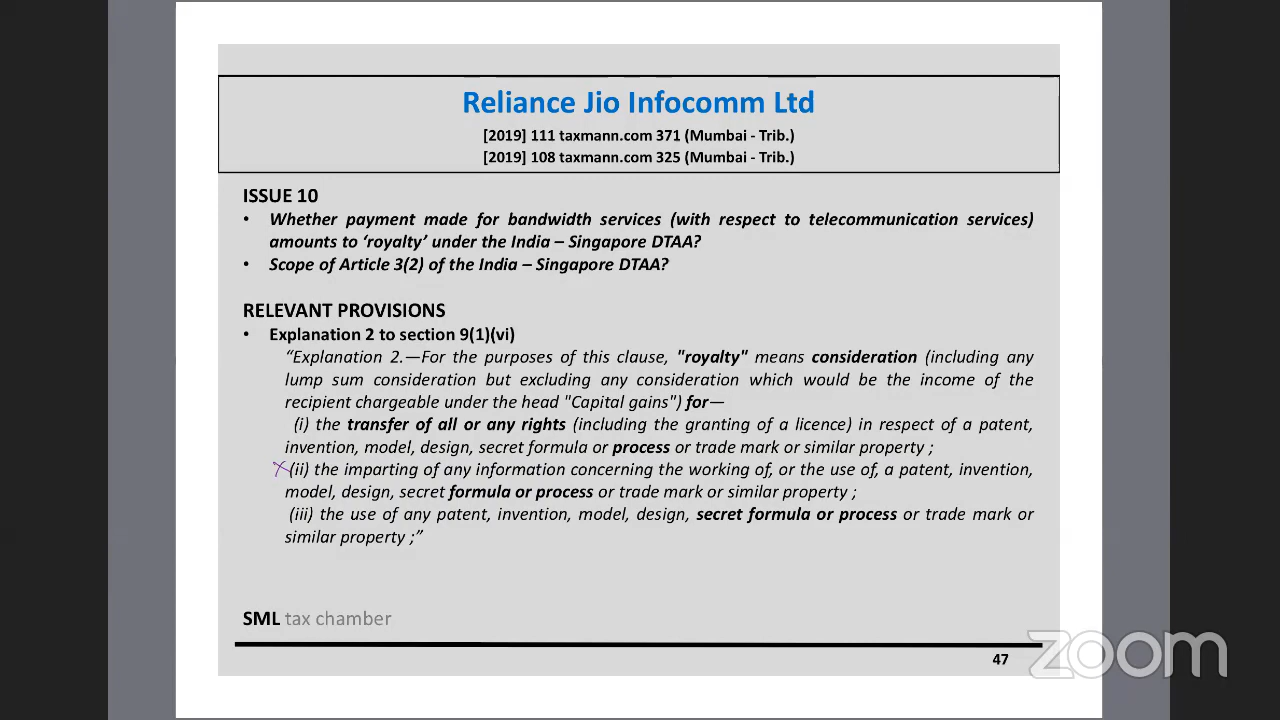 Reliance Jio Infocomm Ltd
[2019] 111 taxmann.com 371 (Mumbai - Trib.)
[2019] 108 taxmann.com 325 (Mumbai - Trib.)
ISSUE 10
• Whether payment made for bandwidth services (with respect to telecommunication services)
amounts to ‘royalty’ under the India – Singapore DTAA?
• Scope of Article 3(2) of the India – Singapore DTAA?
RELEVANT PROVISIONS
• Explanation 2 to section 9(1)(vi)
“Explanation 2.—For the purposes of this clause, "royalty" means consideration (including any
lump sum consideration but excluding any consideration which would be the income of the
recipient chargeable under the head "Capital gains") for—
(i) the transfer of all or any rights (including the granting of a licence) in respect of a patent,
invention, model, design, secret formula or process or trade mark or similar property ;
(ii) the imparting of any information concerning the working of, or the use of, a patent, invention,
model, design, secret formula or process or trade mark or similar property ;
(iii) the use of any patent, invention, model, design, secret formula or process or trade mark or
similar property ;”
SML tax chamber
47
zoom